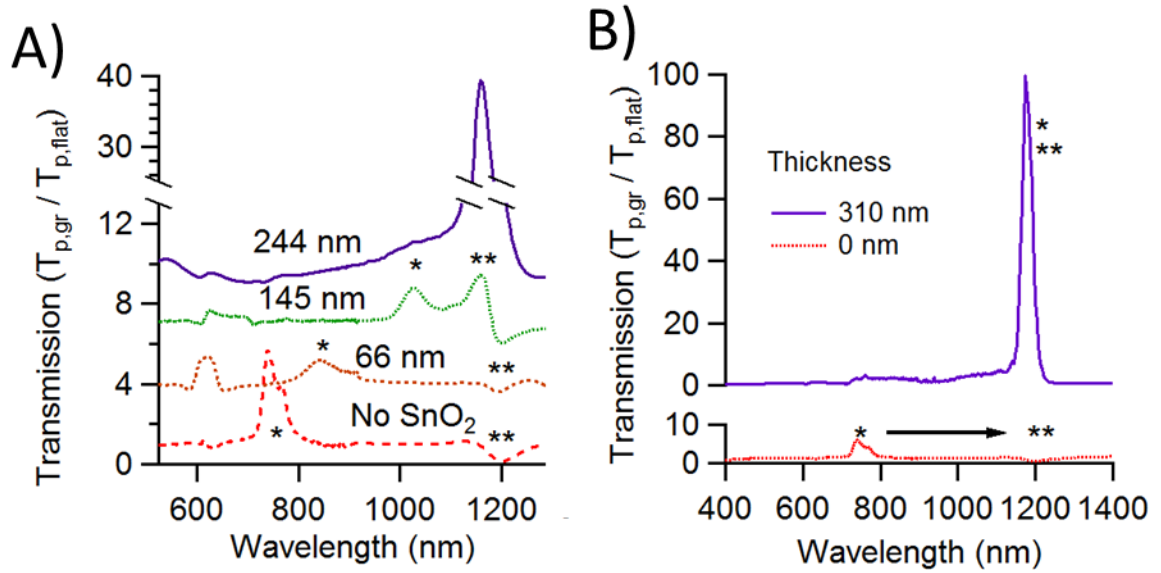 A)
Transmission (Tp,gr / Tp,flat)
40
30
12
8
4
0
244 nm
*
**
145 nm
*
66 nm
**
No SnO2
*
**
600
800
1000
1200
Wavelength (nm)
B)
Transmission (Tp,gr / Tp,flat)
100
80
60
40
20
0
10
0
*
**
Thickness
310 nm
0 nm
*
**
400
600
800
1000
1200
1400
Wavelength (nm)